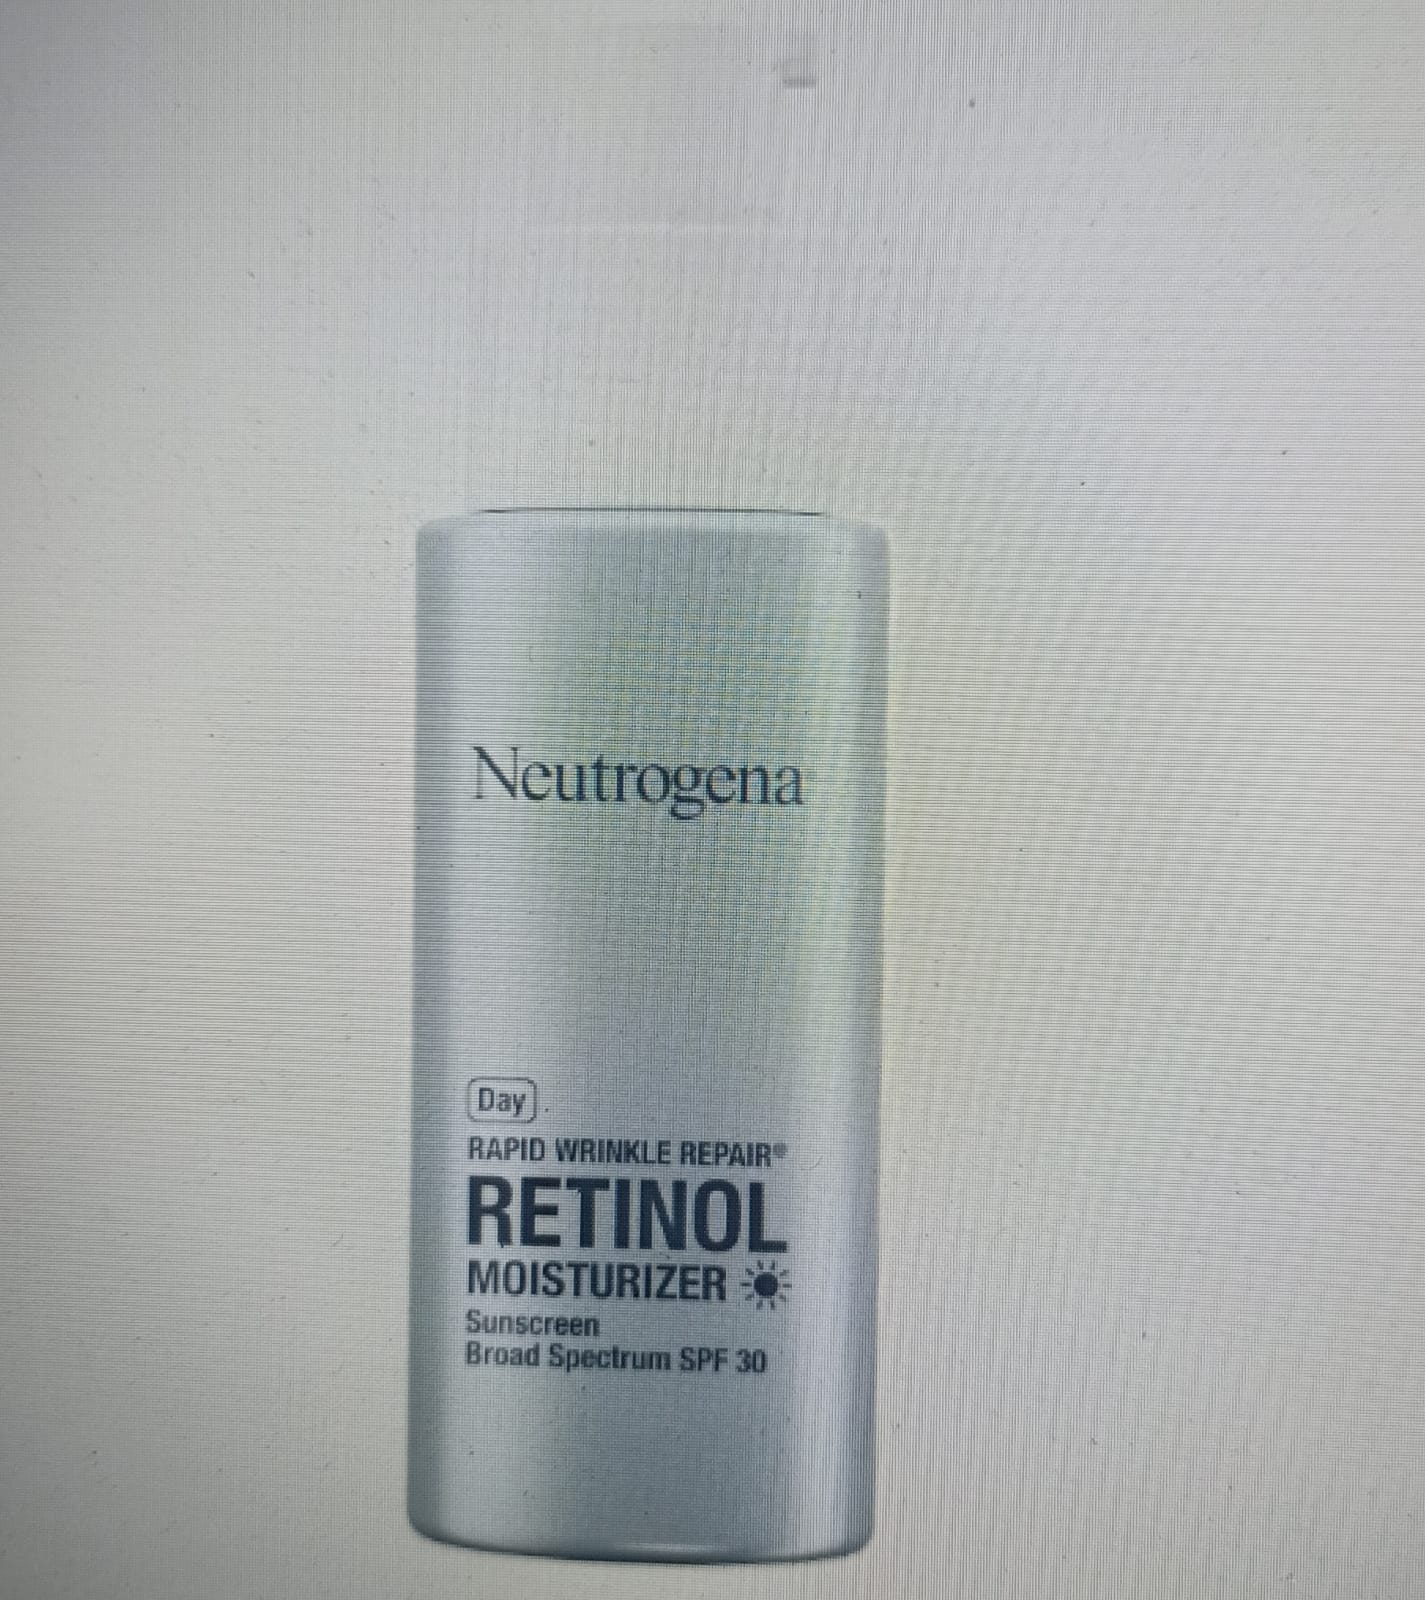 Neutrogena
Day
RAPID WRINKLE REPAIR®
RETINOL
MOISTURIZER
Sunscreen
Broad Spectrum SPF 30